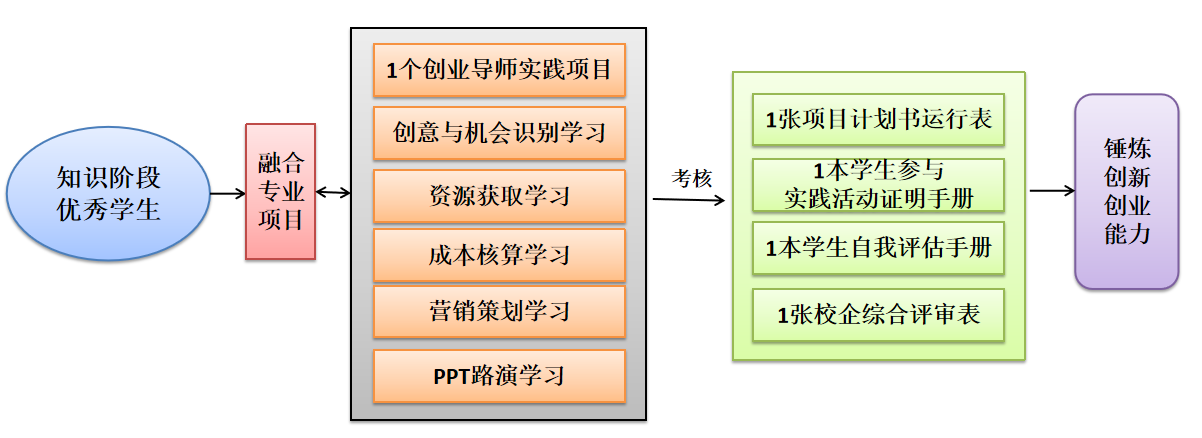 知识阶段
优秀学生
融合
专业
项目
1个创业导师实践项目
创意与机会识别学习
资源获取学习
成本核算学习
营销策划学习
PPT路演学习
考核
1张项目计划书运行表
1本学生参与
实践活动证明手册
1本学生自我评估手册
1张校企综合评审表
锤炼
创新
创业
能力